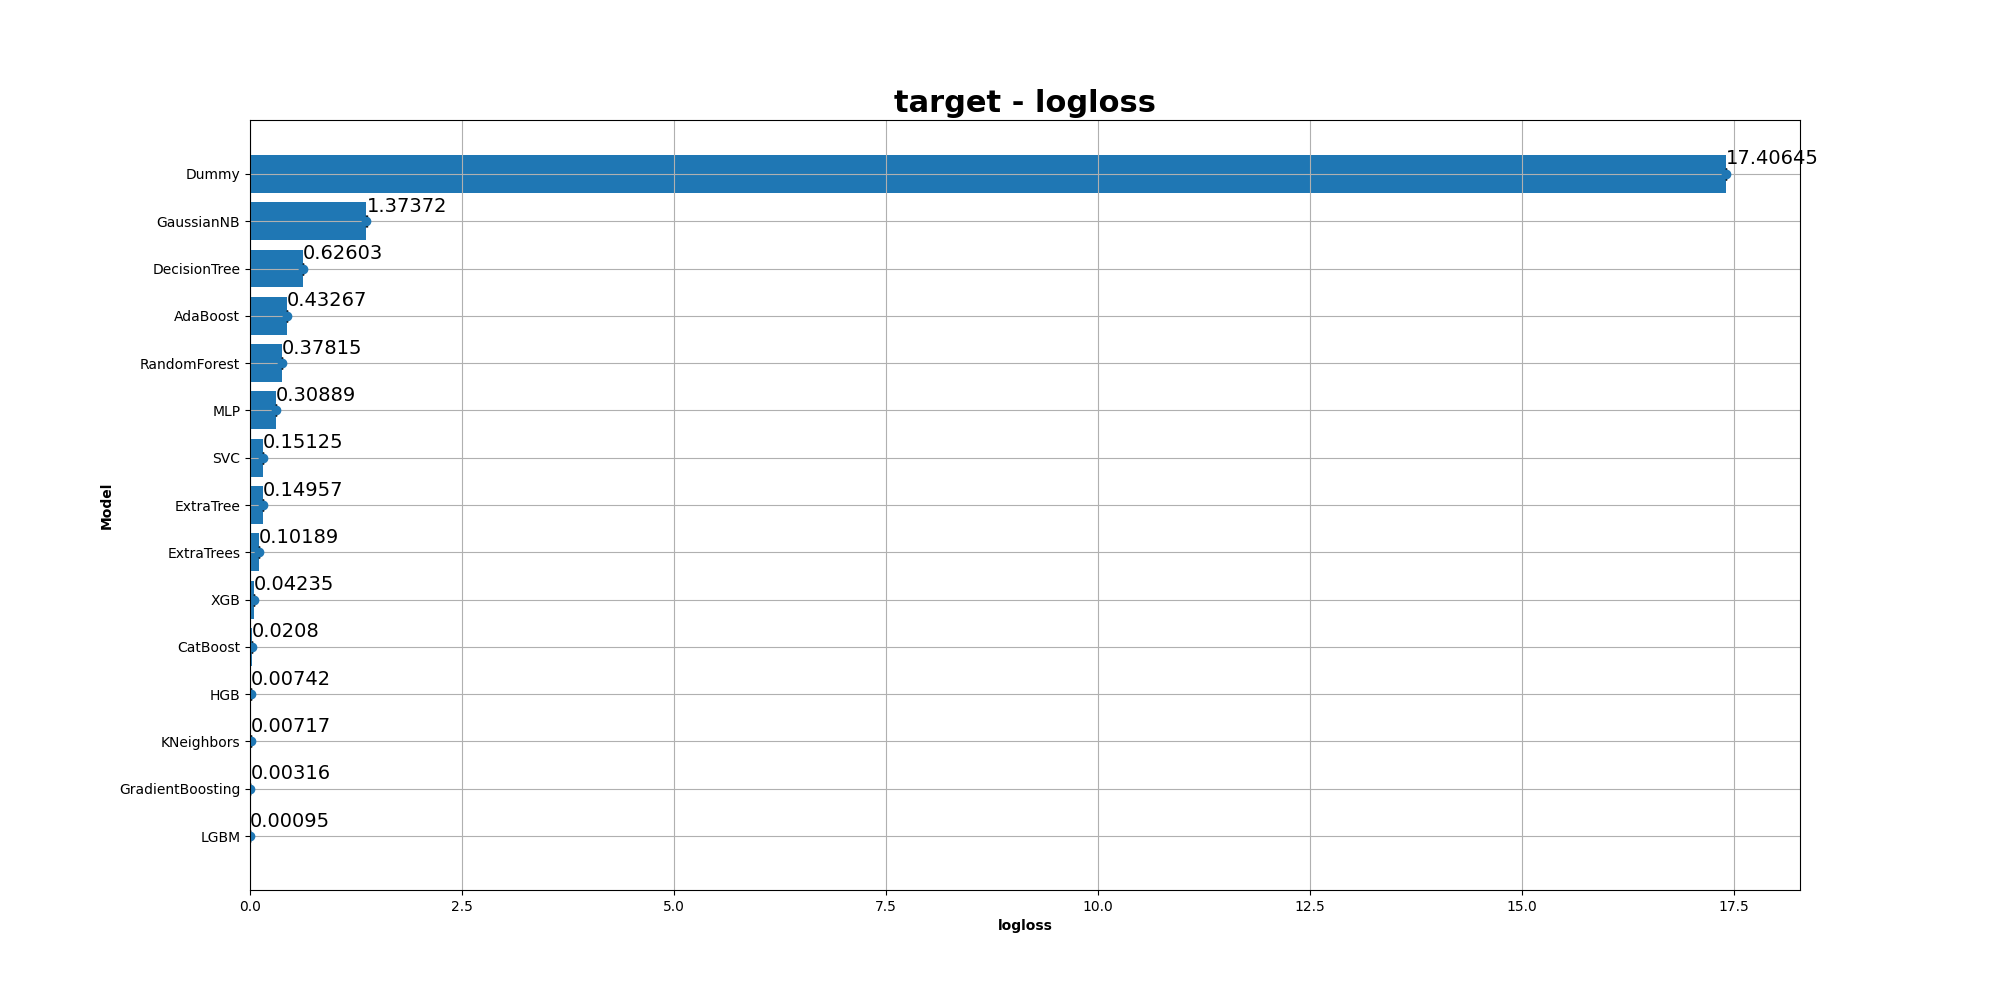 target - logloss
Dummy 17.40645
GaussianNB 1.37372
DecisionTree 0.62603
AdaBoost 0.43267
RandomForest 0.37815
MLP 0.30889
SVC 0.15125
ExtraTree 0.14957
ExtraTrees 0.10189
XGB 0.04235
CatBoost 0.0208
HGB 0.00742
KNeighbors 0.00717
GradientBoosting 0.00316
LGBM 0.00095
Model
0.0 2.5 5.0 7.5 10.0 12.5 15.0 17.5
logloss